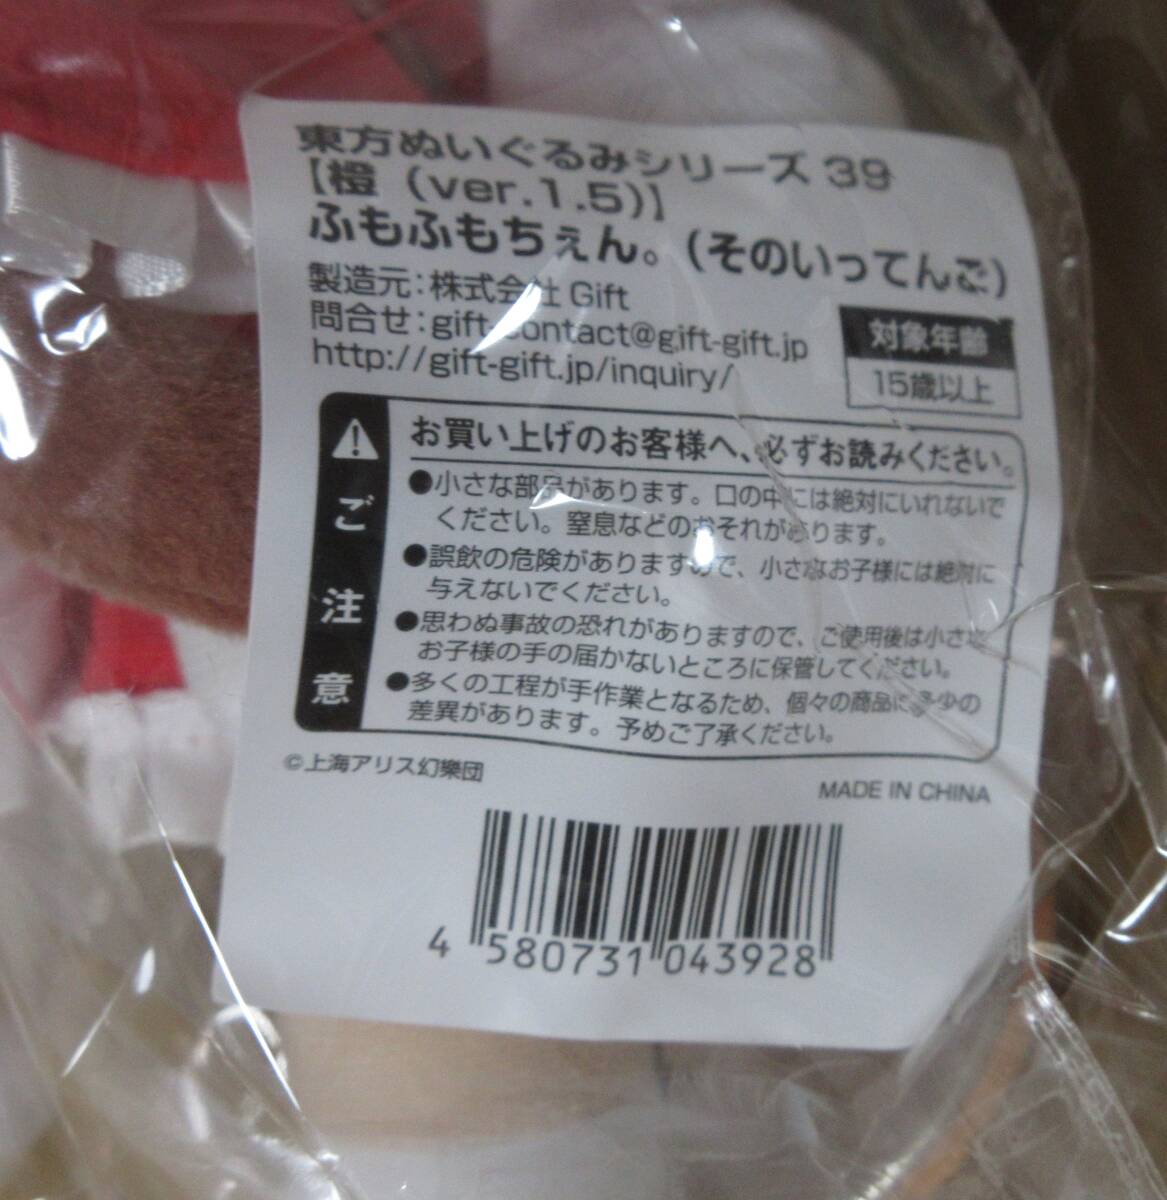 東方ぬいぐるみシリーズ 39
【橙 (ver.1.5)】
ふもふもちぇん。(そのいってんご)
製造元:株式会社 Gift
問合せ:gift-contact@gift-gift.jp
http://gift-gift.jp/inquiry/
対象年齢
15歳以上
ご注意
お買い上げのお客様へ、必ずお読みください。
●小さな部品があります。口の中には絶対にいれないで
ください。窒息などのおそれがあります。
●誤飲の危険がありますので、小さなお子様には絶対に
与えないでください。
●思わぬ事故の恐れがありますので、ご使用後は小さな
お子様の手の届かないところに保管してください。
●多くの工程が手作業となるため、個々の商品に多少の
差異があります。予めご了承ください。
©上海アリス幻樂団
MADE IN CHINA
4 580731 043928